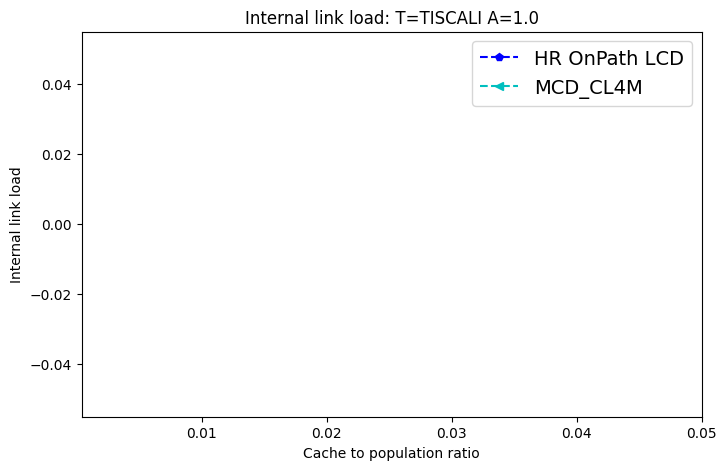 Internal link load: T=TISCALI A=1.0
HR OnPath LCD
MCD_CL4M
0.04
0.02
0.00
−0.02
−0.04
Internal link load
0.01
0.02
0.03
0.04
0.05
Cache to population ratio